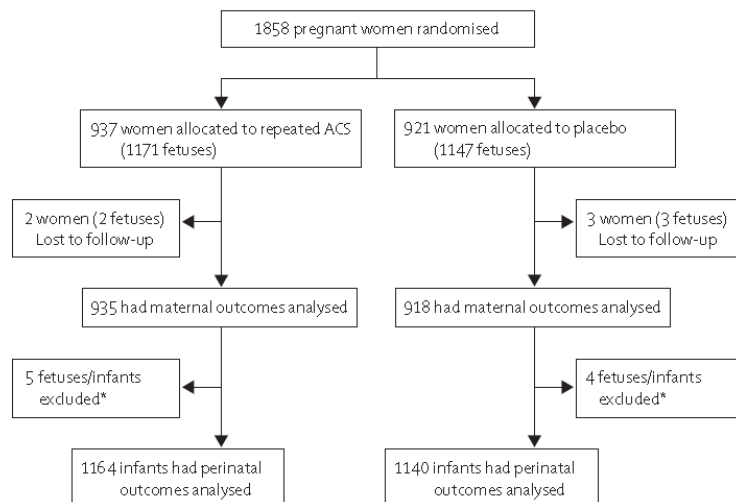 1858 pregnant women randomised
937 women allocated to repeated ACS
(1171 fetuses)
921 women allocated to placebo
(1147 fetuses)
2 women (2 fetuses)
Lost to follow-up
3 women (3 fetuses)
Lost to follow-up
935 had maternal outcomes analysed
918 had maternal outcomes analysed
5 fetuses/infants
excluded*
4 fetuses/infants
excluded*
1164 infants had perinatal
outcomes analysed
1140 infants had perinatal
outcomes analysed